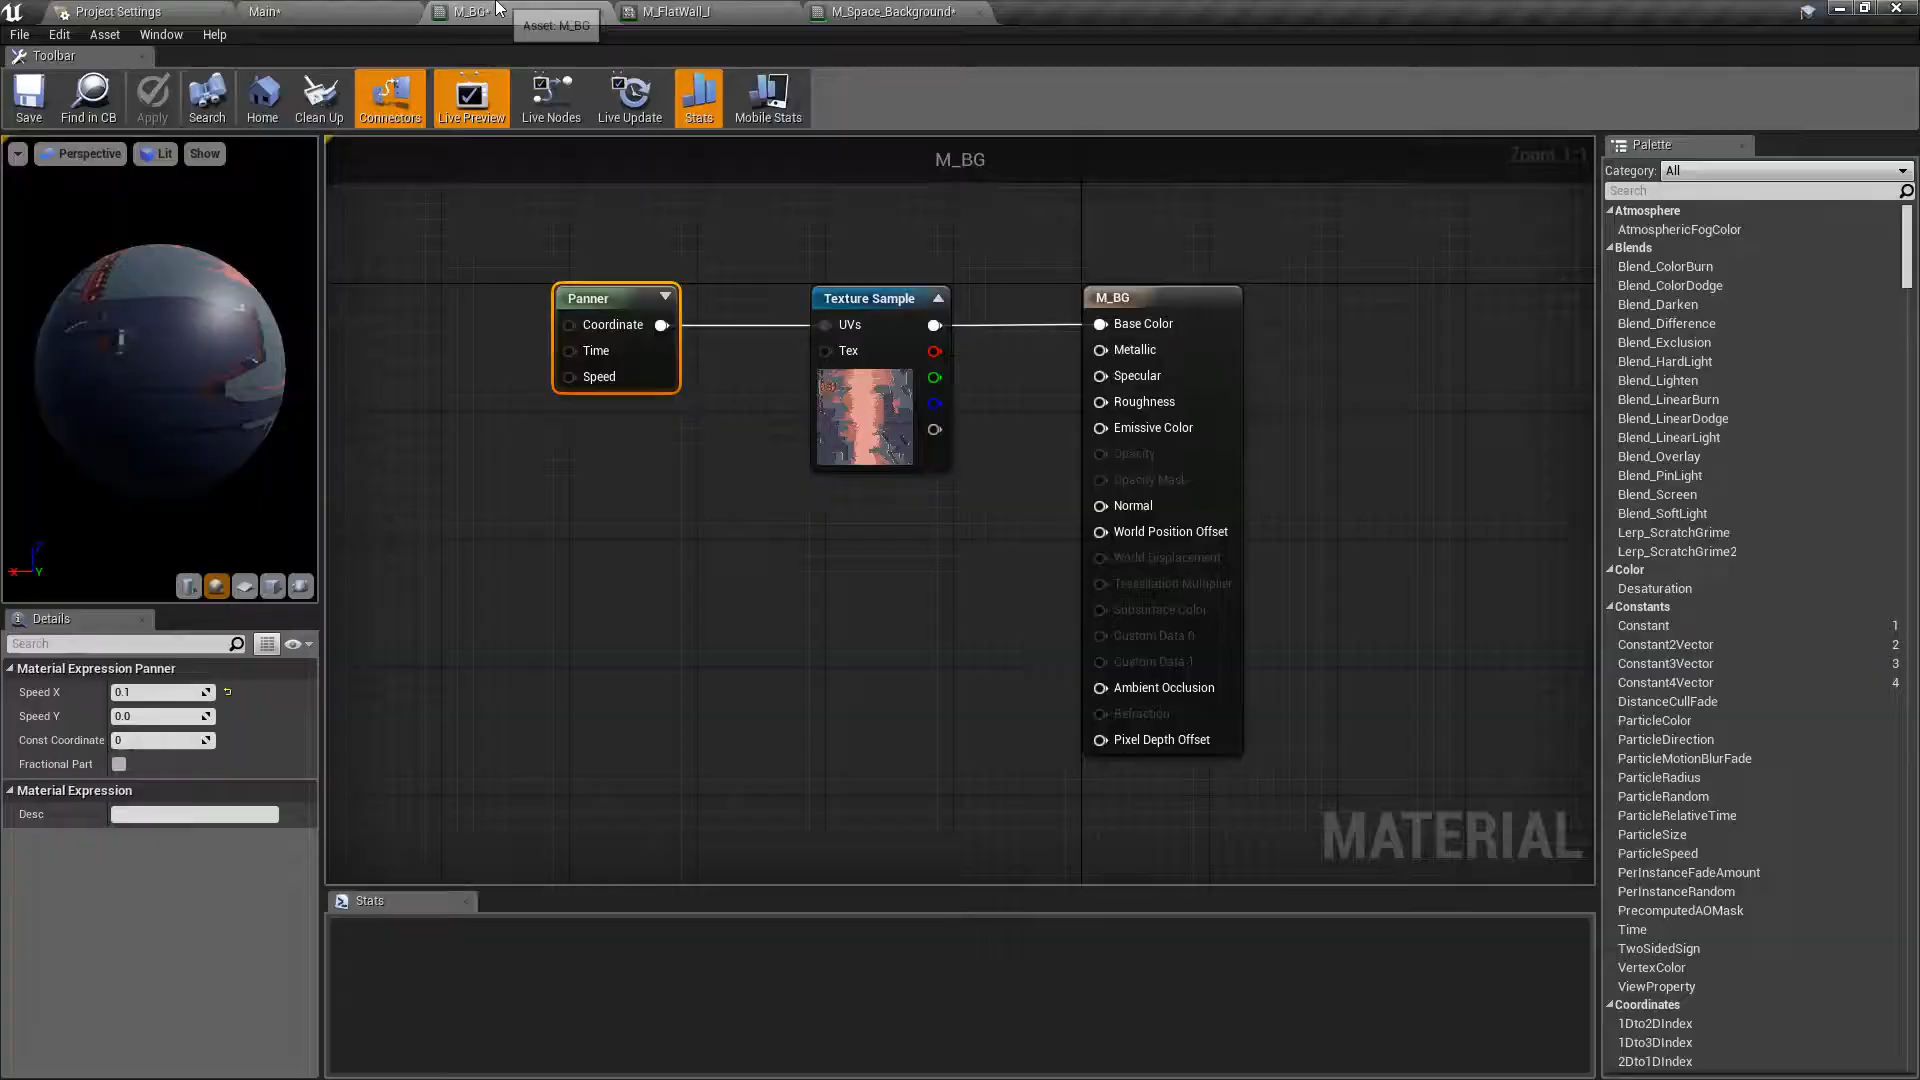 Project Settings
Main*
M_BG*
M_FlatWall_I
M_Space_Background*
Asset: M_BG
File
Edit
Asset
Window
Help
Toolbar
Save
Find in CB
Apply
Search
Home
Clean Up
Connectors
Live Preview
Live Nodes
Live Update
Stats
Mobile Stats
Perspective
Lit
Show
M_BG
Zoom 1:1
Panner
Coordinate
Time
Speed
Texture Sample
UVs
Tex
M_BG
Base Color
Metallic
Specular
Roughness
Emissive Color
Opacity
Opacity Mask
Normal
World Position Offset
World Displacement
Tessellation Multiplier
Subsurface Color
Custom Data 0
Custom Data 1
Ambient Occlusion
Refraction
Pixel Depth Offset
MATERIAL
X
Y
Z
Details
Search
Material Expression Panner
Speed X
0.1
Speed Y
0.0
Const Coordinate
0
Fractional Part
Material Expression
Desc
Stats
Palette
Category:
All
Search
Atmosphere
AtmosphericFogColor
Blends
Blend_ColorBurn
Blend_ColorDodge
Blend_Darken
Blend_Difference
Blend_Exclusion
Blend_HardLight
Blend_Lighten
Blend_LinearBurn
Blend_LinearDodge
Blend_LinearLight
Blend_Overlay
Blend_PinLight
Blend_Screen
Blend_SoftLight
Lerp_ScratchGrime
Lerp_ScratchGrime2
Color
Desaturation
Constants
Constant 1
Constant2Vector 2
Constant3Vector 3
Constant4Vector 4
DistanceCullFade
ParticleColor
ParticleDirection
ParticleMotionBlurFade
ParticleRadius
ParticleRandom
ParticleRelativeTime
ParticleSize
ParticleSpeed
PerInstanceFadeAmount
PerInstanceRandom
PrecomputedAOMask
Time
TwoSidedSign
VertexColor
ViewProperty
Coordinates
1Dto2DIndex
1Dto3DIndex
2Dto1DIndex